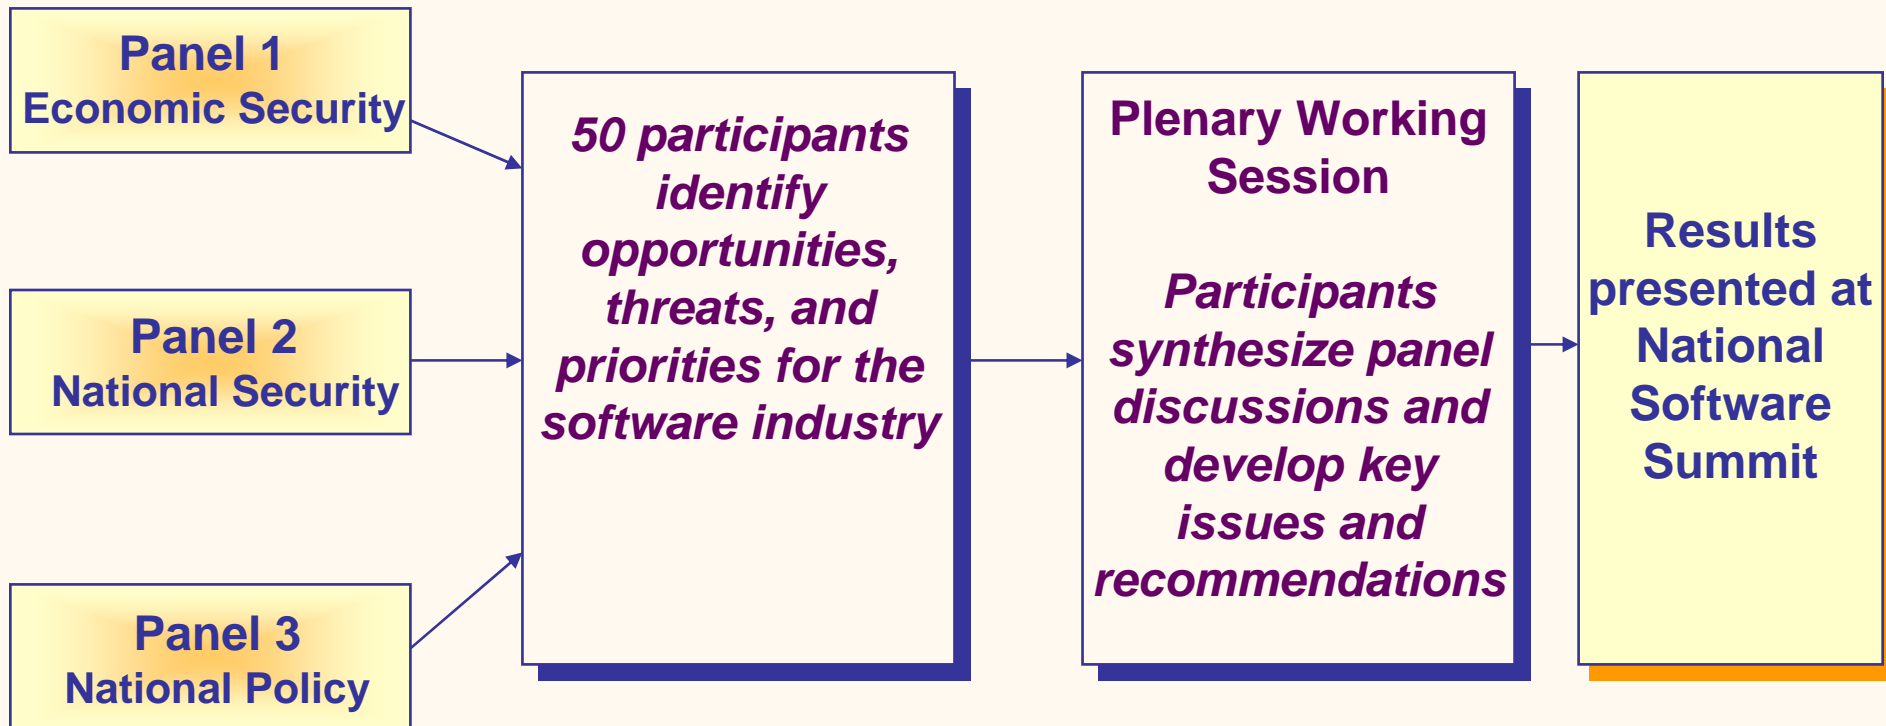 Panel 1
Economic Security
Panel 2
National Security
Panel 3
National Policy
50 participants
identify
opportunities,
threats, and
priorities for the
software industry
Plenary Working
Session
Participants
synthesize panel
discussions and
develop key
issues and
recommendations
Results
presented at
National
Software
Summit